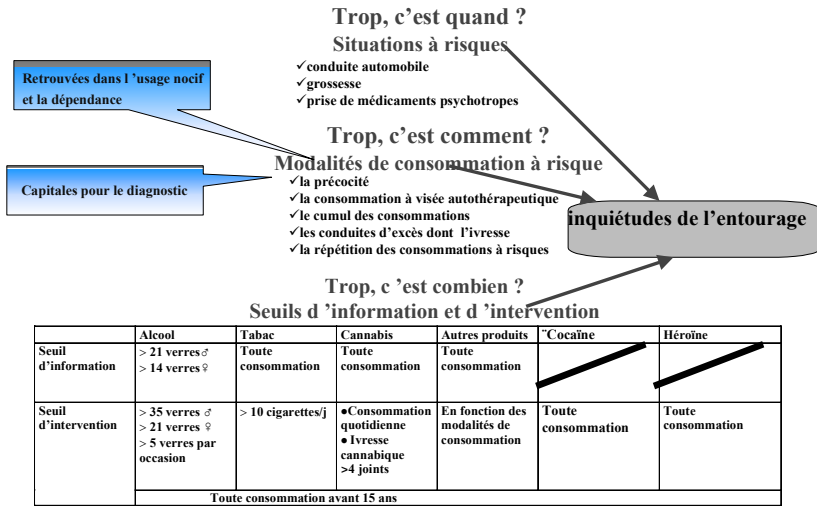 Trop, c’est quand ?
Situations à risques
✓conduite automobile
✓grossesse
✓prise de médicaments psychotropes
Retrouvées dans l ’usage nocif
et la dépendance
Trop, c’est comment ?
Modalités de consommation à risque
✓la précocité
✓la consommation à visée autothérapeutique
✓le cumul des consommations
✓les conduites d’excès dont l’ivresse
✓la répétition des consommations à risques
Capitales pour le diagnostic
inquiétudes de l’entourage
Trop, c ’est combien ?
Seuils d ’information et d ’intervention
Alcool Tabac Cannabis Autres produits ¨Cocaïne Héroïne
Seuil > 21 verres♂ Toute Toute Toute
d’information > 14 verres♀ consommation consommation consommation
Seuil > 35 verres ♂ > 10 cigarettes/j ●Consommation En fonction des Toute Toute
d’intervention > 21 verres ♀ quotidienne modalités de consommation consommation
> 5 verres par ● Ivresse consommation
occasion cannabique
>4 joints
Toute consommation avant 15 ans